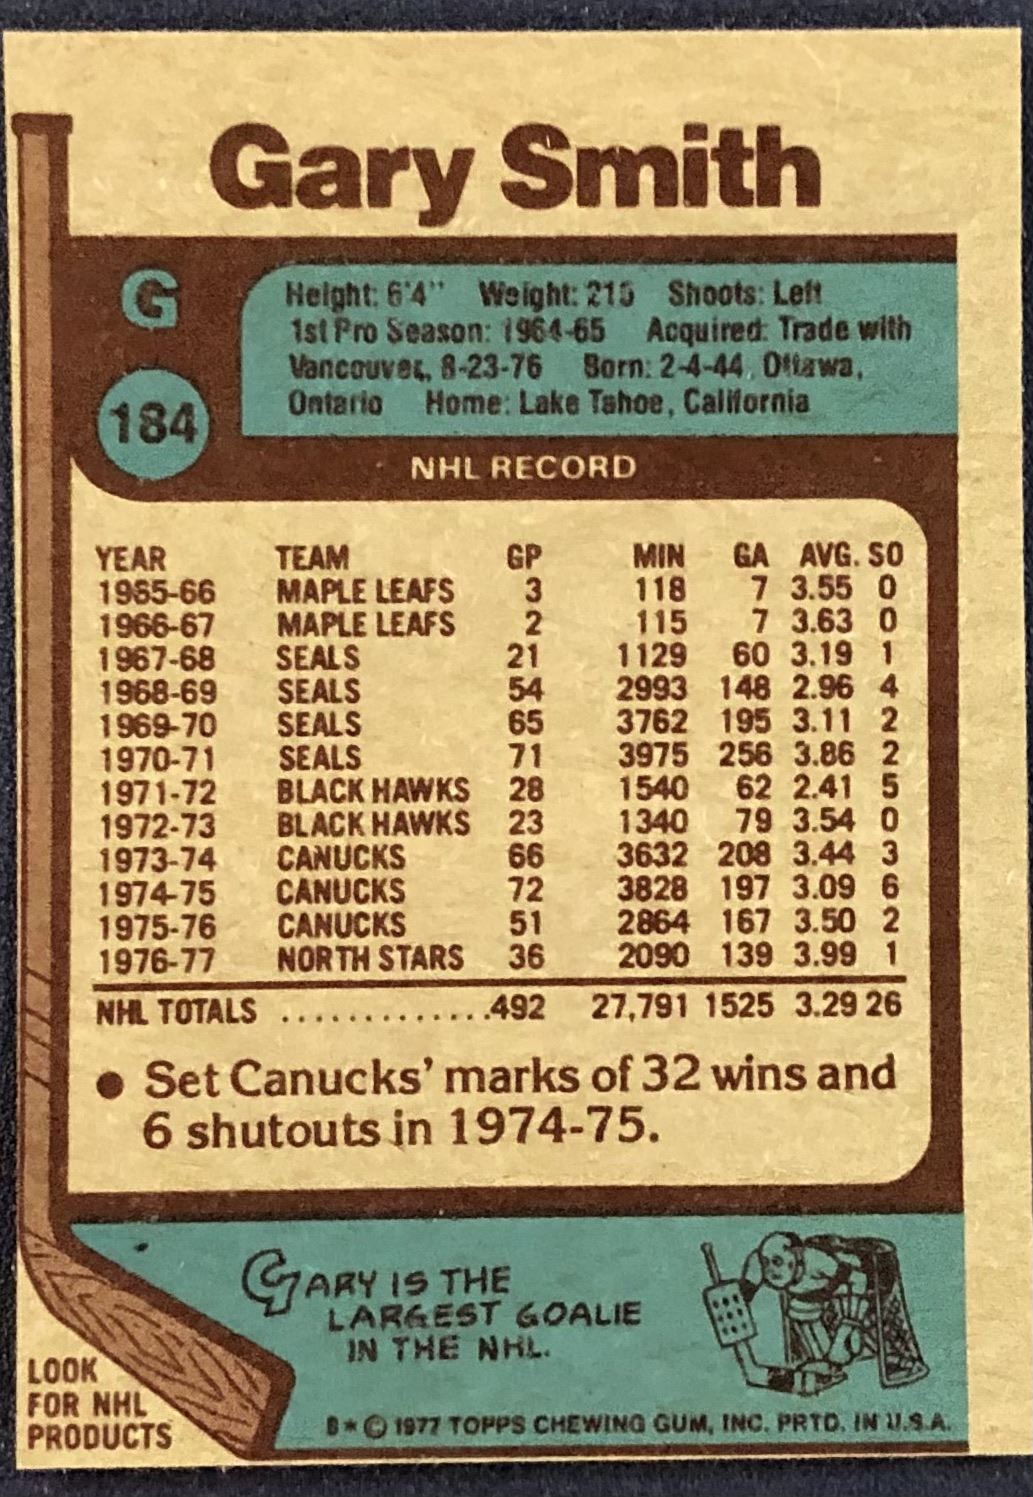 Gary Smith
G
184
Height: 6'4" Weight: 215 Shoots: Left
1st Pro Season: 1964-65 Acquired: Trade with
Vancouver, 8-23-76 Born: 2-4-44, Ottawa,
Ontario Home: Lake Tahoe, California
NHL RECORD
YEAR TEAM GP MIN GA AVG. SO
1965-66 MAPLE LEAFS 3 118 7 3.55 0
1966-67 MAPLE LEAFS 2 115 7 3.63 0
1967-68 SEALS 21 1129 60 3.19 1
1968-69 SEALS 54 2993 148 2.96 4
1969-70 SEALS 65 3762 195 3.11 2
1970-71 SEALS 71 3975 256 3.86 2
1971-72 BLACK HAWKS 28 1540 62 2.41 5
1972-73 BLACK HAWKS 23 1340 79 3.54 0
1973-74 CANUCKS 66 3632 208 3.44 3
1974-75 CANUCKS 72 3828 197 3.09 6
1975-76 CANUCKS 51 2864 167 3.50 2
1976-77 NORTH STARS 36 2090 139 3.99 1
NHL TOTALS ..............492 27,791 1525 3.29 26
● Set Canucks' marks of 32 wins and
6 shutouts in 1974-75.
GARY IS THE
LARGEST GOALIE
IN THE NHL.
LOOK
FOR NHL
PRODUCTS
B * © 1977 TOPPS CHEWING GUM, INC. PRTD. IN U.S.A.